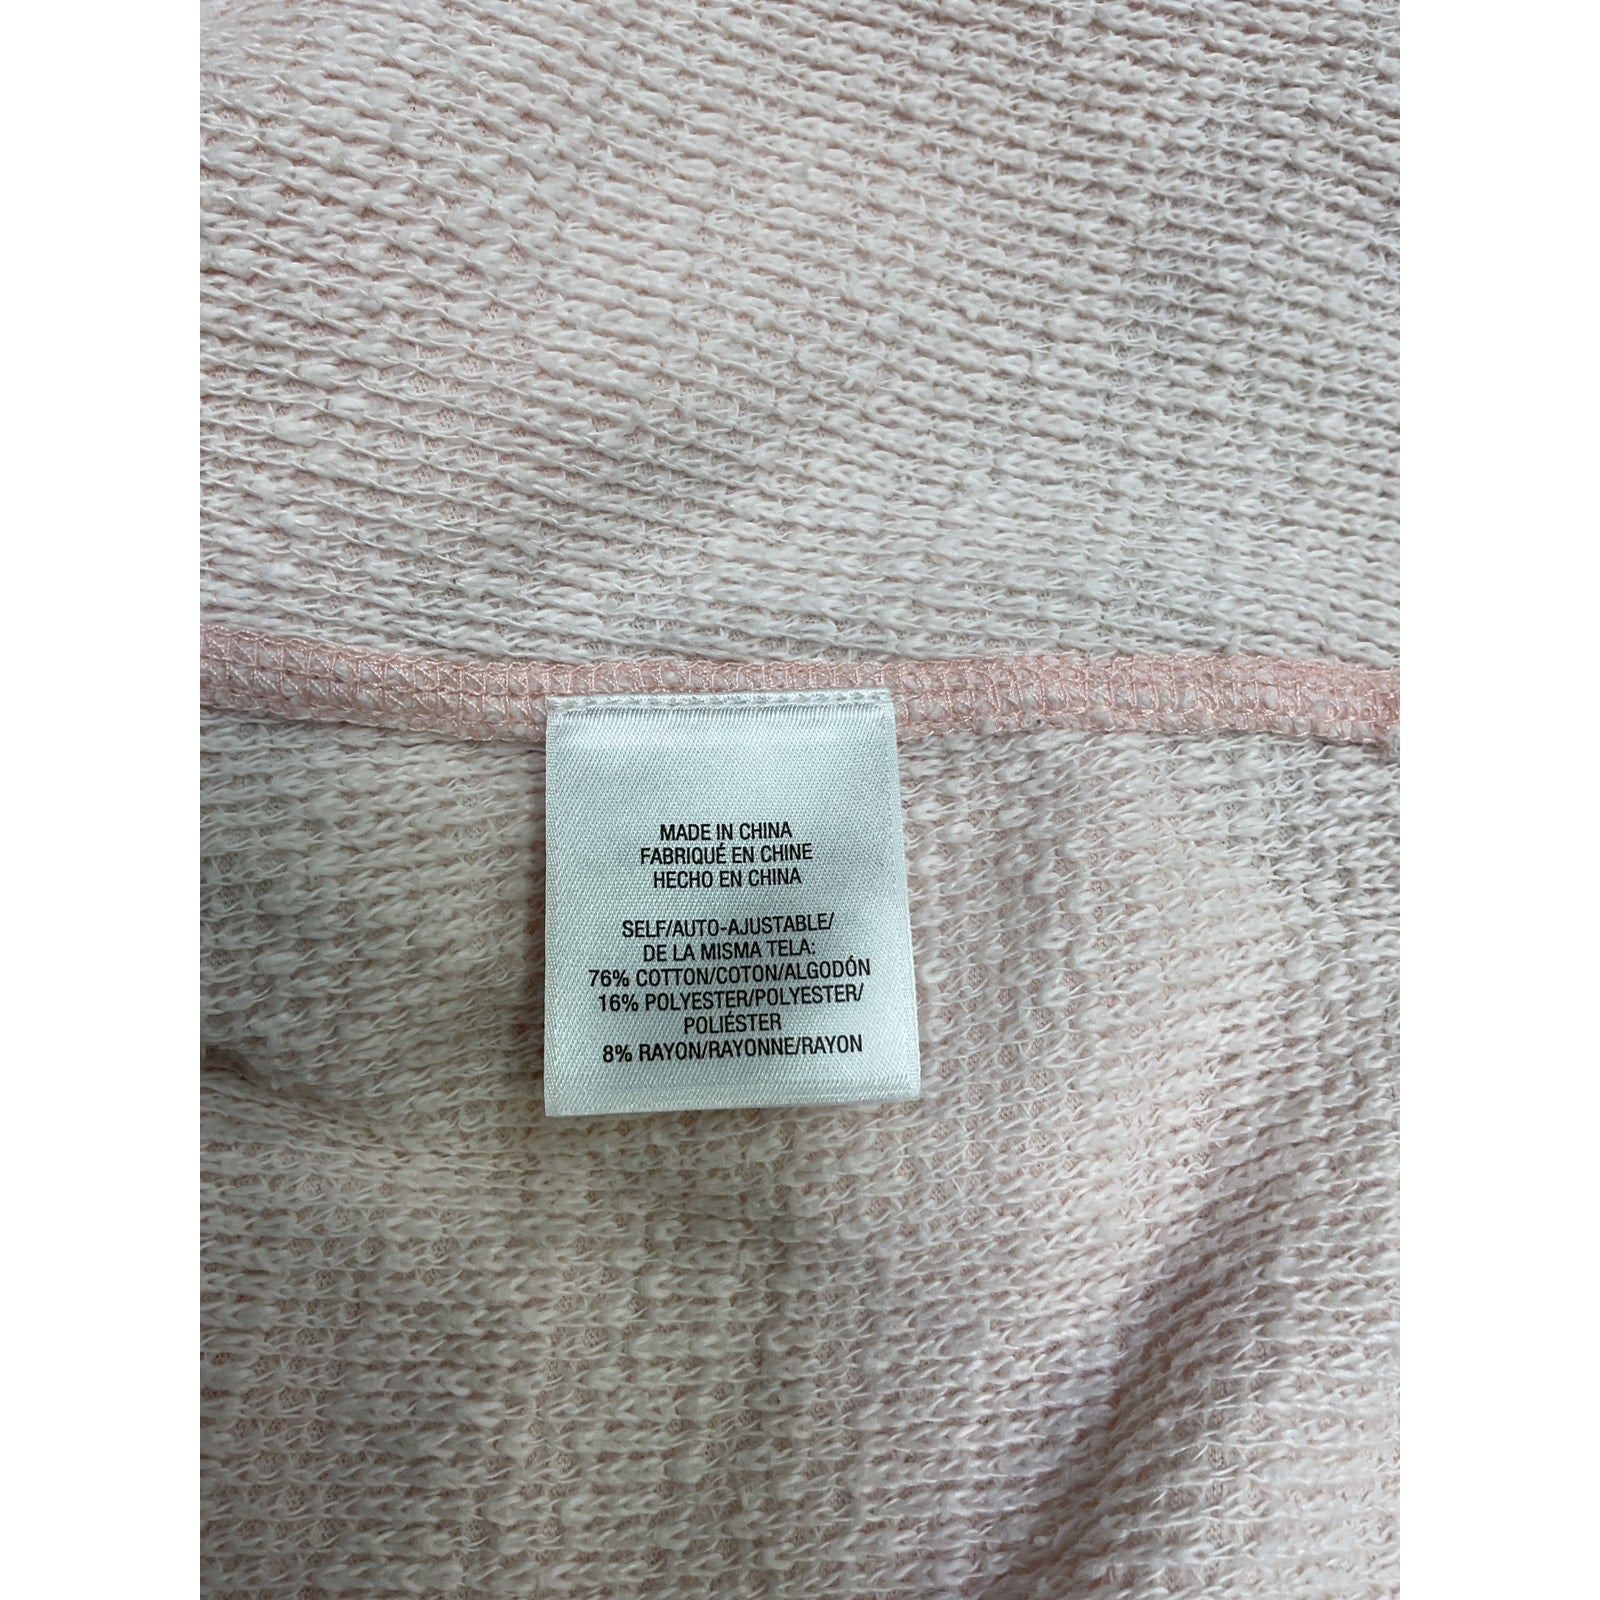 MADE IN CHINA
FABRIQUÉ EN CHINE
HECHO EN CHINA
SELF/AUTO-AJUSTABLE/
DE LA MISMA TELA:
76% COTTON/COTON/ALGODÓN
16% POLYESTER/POLYESTER/
POLIÉSTER
8% RAYON/RAYONNE/RAYON